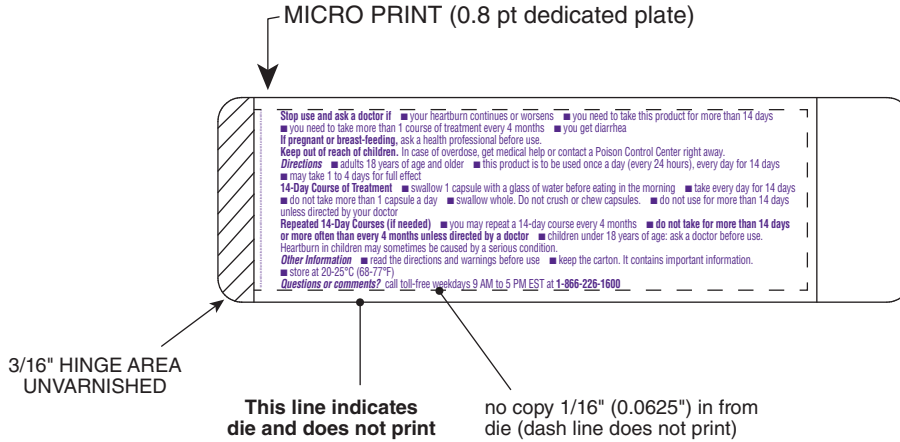 MICRO PRINT (0.8 pt dedicated plate)
Stop use and ask a doctor if ■ your heartburn continues or worsens ■ you need to take this product for more than 14 days
■ you need to take more than 1 course of treatment every 4 months ■ you get diarrhea
If pregnant or breast-feeding, ask a health professional before use.
Keep out of reach of children. In case of overdose, get medical help or contact a Poison Control Center right away.
Directions ■ adults 18 years of age and older ■ this product is to be used once a day (every 24 hours), every day for 14 days
■ may take 1 to 4 days for full effect
14-Day Course of Treatment ■ swallow 1 capsule with a glass of water before eating in the morning ■ take every day for 14 days
■ do not take more than 1 capsule a day ■ swallow whole. Do not crush or chew capsules. ■ do not use for more than 14 days
unless directed by your doctor
Repeated 14-Day Courses (if needed) ■ you may repeat a 14-day course every 4 months ■ do not take for more than 14 days
or more often than every 4 months unless directed by a doctor ■ children under 18 years of age: ask a doctor before use.
Heartburn in children may sometimes be caused by a serious condition.
Other Information ■ read the directions and warnings before use ■ keep the carton. It contains important information.
■ store at 20-25°C (68-77°F)
Questions or comments? call toll-free weekdays 9 AM to 5 PM EST at 1-866-226-1600
3/16" HINGE AREA
UNVARNISHED
This line indicates
die and does not print
no copy 1/16" (0.0625") in from
die (dash line does not print)